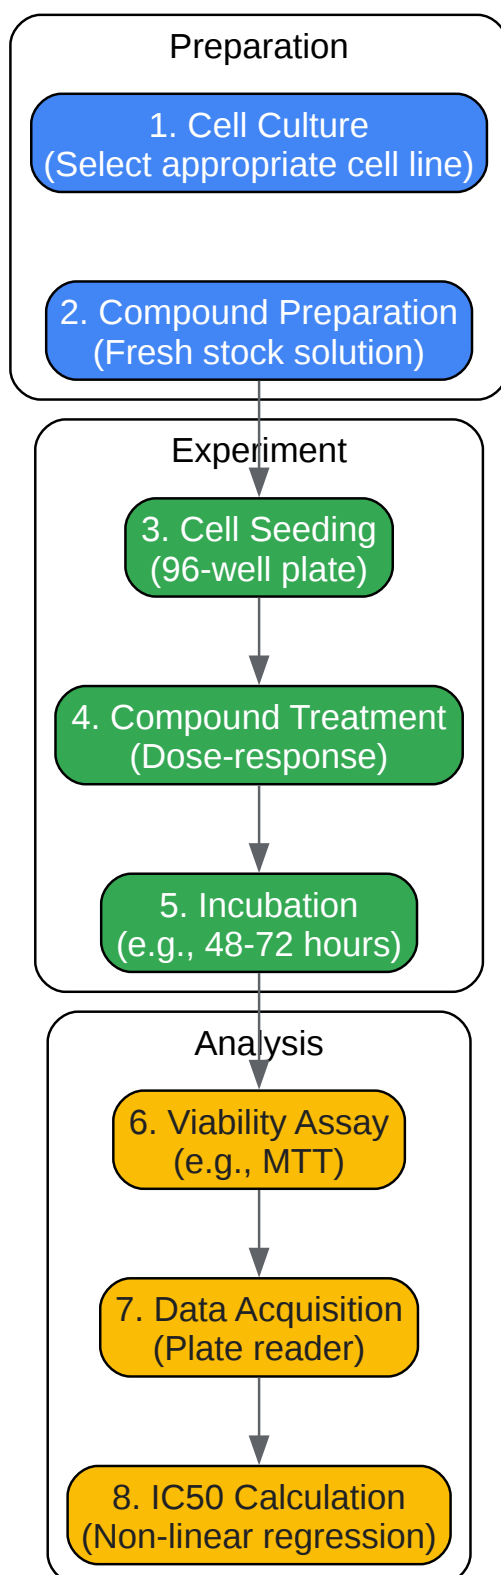 Preparation
1. Cell Culture
(Select appropriate cell line)
2. Compound Preparation
(Fresh stock solution)
Experiment
3. Cell Seeding
(96-well plate)
4. Compound Treatment
(Dose-response)
5. Incubation
(e.g., 48-72 hours)
Analysis
6. Viability Assay
(e.g., MTT)
7. Data Acquisition
(Plate reader)
8. IC50 Calculation
(Non-linear regression)